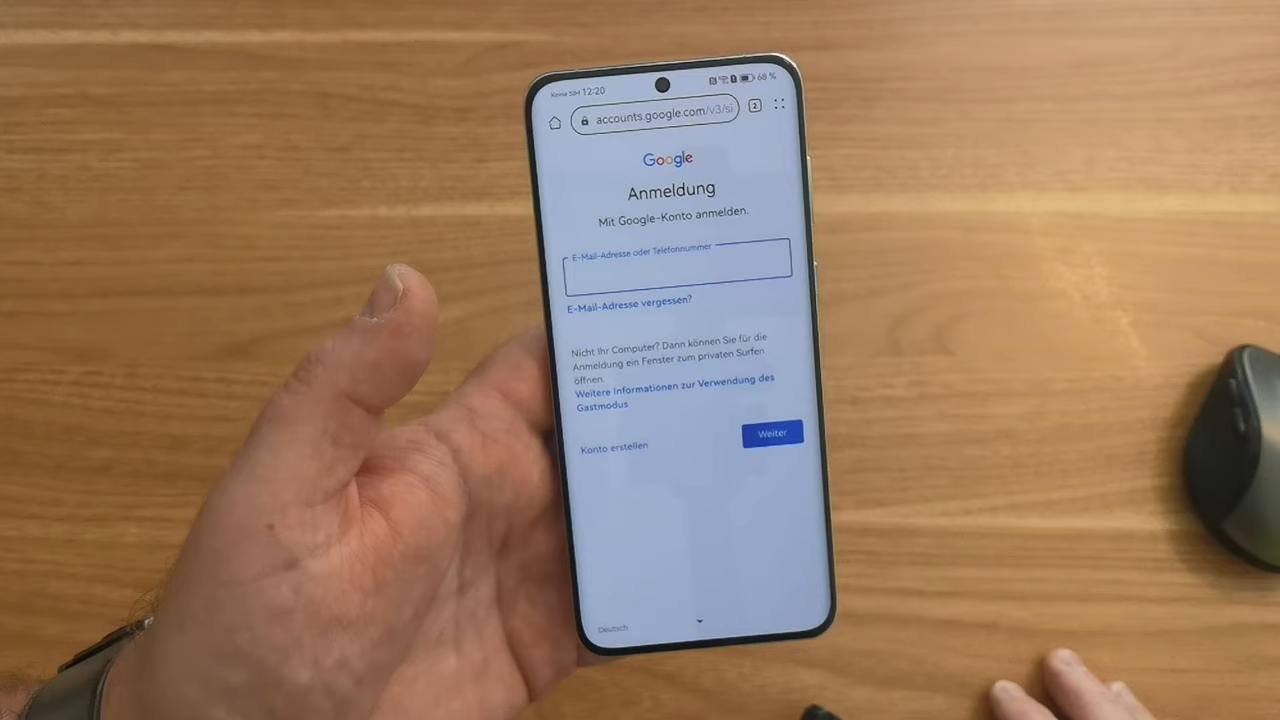 Keine SIM 12:20 68 %
accounts.google.com/v3/si 2
Google
Anmeldung
Mit Google-Konto anmelden.
E-Mail-Adresse oder Telefonnummer
E-Mail-Adresse vergessen?
Nicht Ihr Computer? Dann können Sie für die
Anmeldung ein Fenster zum privaten Surfen
öffnen.
Weitere Informationen zur Verwendung des
Gastmodus
Konto erstellen Weiter
Deutsch